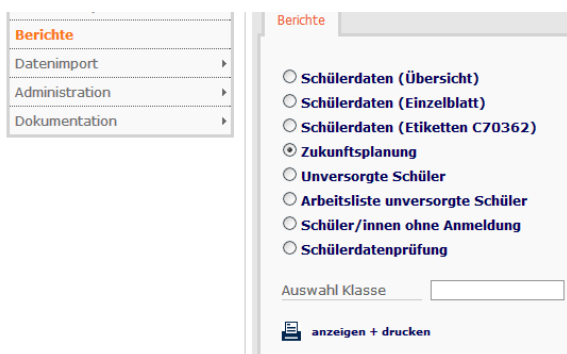 Berichte
Datenimport
Administration
Dokumentation
Berichte
Schülerdaten (Übersicht)
Schülerdaten (Einzelblatt)
Schülerdaten (Etiketten C70362)
Zukunftsplanung
Unversorgte Schüler
Arbeitsliste unversorgte Schüler
Schüler/innen ohne Anmeldung
Schülerdatenprüfung
Auswahl Klasse
anzeigen + drucken